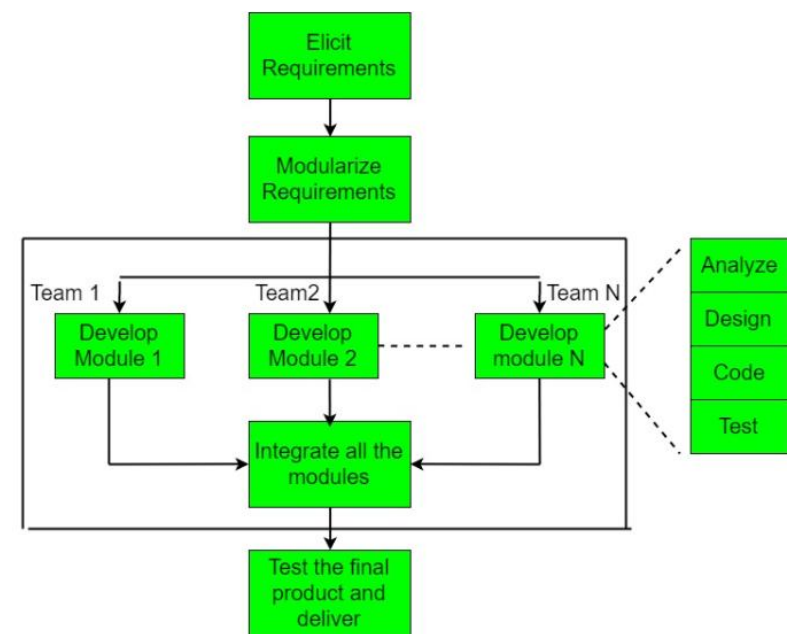 Elicit
Requirements
Modularize
Requirements
Team 1
Team2
Team N
Develop
Module 1
Develop
Module 2
Develop
module N
Analyze
Design
Code
Test
Integrate all the
modules
Test the final
product and
deliver